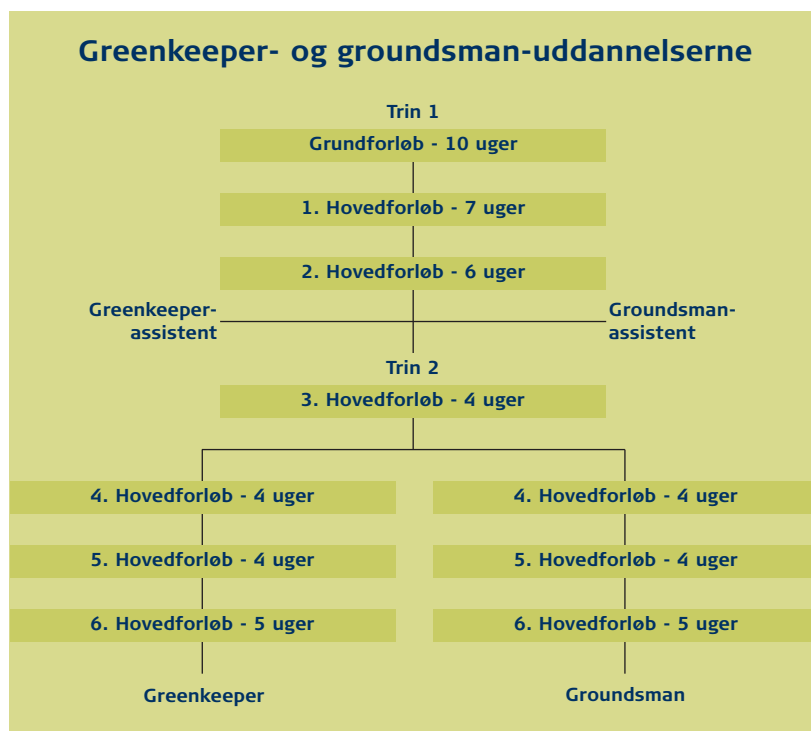 Greenkeeper- og groundsman-uddannelserne
Trin 1
Grundforløb - 10 uger
1. Hovedforløb - 7 uger
2. Hovedforløb - 6 uger
Greenkeeper-
assistent
Groundsman-
assistent
Trin 2
3. Hovedforløb - 4 uger
4. Hovedforløb - 4 uger
5. Hovedforløb - 4 uger
6. Hovedforløb - 5 uger
Greenkeeper
4. Hovedforløb - 4 uger
5. Hovedforløb - 4 uger
6. Hovedforløb - 5 uger
Groundsman